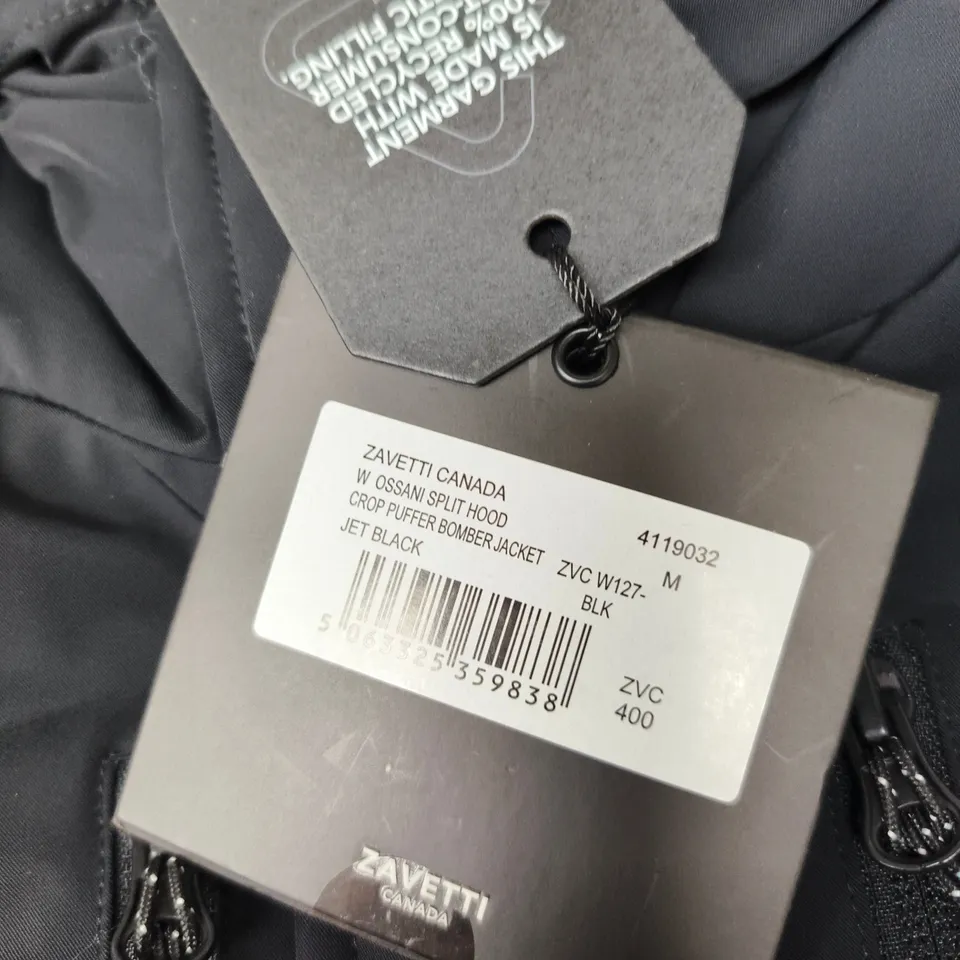 THIS GARMENT
IS MADE WITH
100% RECYCLED
CONSUMER
FILLING.
ZAVETTI CANADA
W OSSANI SPLIT HOOD
CROP PUFFER BOMBER JACKET
JET BLACK
4119032
M
ZVC W127-
BLK
5 063325 359838
ZVC
400
ZAVETTI
CANADA